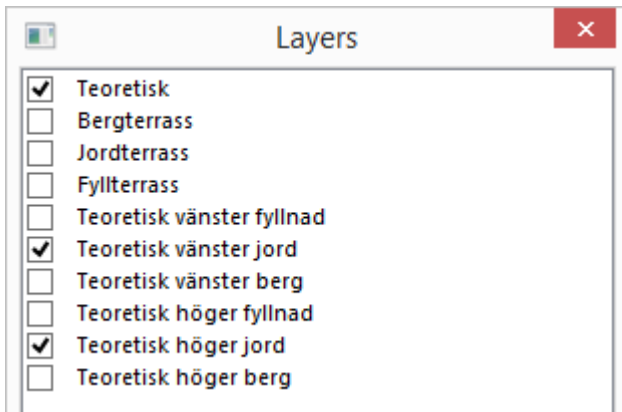 Layers
Teoretisk
Bergterrass
Jordterrass
Fyllterrass
Teoretisk vänster fyllnad
Teoretisk vänster jord
Teoretisk vänster berg
Teoretisk höger fyllnad
Teoretisk höger jord
Teoretisk höger berg